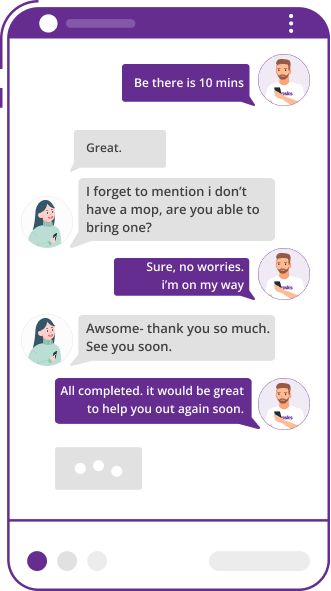 Be there is 10 mins
Great.
I forget to mention i don't
have a mop, are you able to
bring one?
Sure, no worries.
i'm on my way
Awsome- thank you so much.
See you soon.
All completed. it would be great
to help you out again soon.